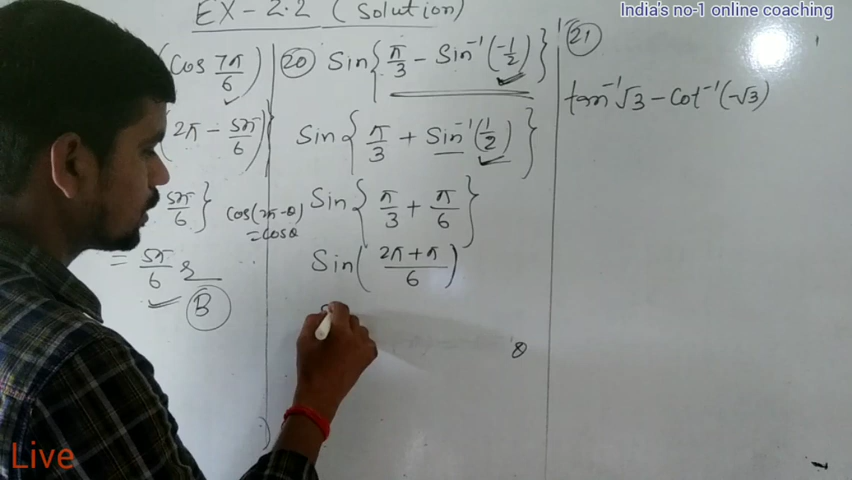 India's no-1 online coaching
EX - 2.2 (Solution)
(cos 7π/6)
(2π - 5π/6)
5π/6}
cos(2π-θ)
=cosθ
= 5π/6
B
20 Sin{π/3 - Sin⁻¹(-1/2)}
Sin{π/3 + Sin⁻¹(1/2)}
Sin{π/3 + π/6}
Sin(2π+π/6)
21
tan⁻¹√3 - Cot⁻¹(-√3)
Live